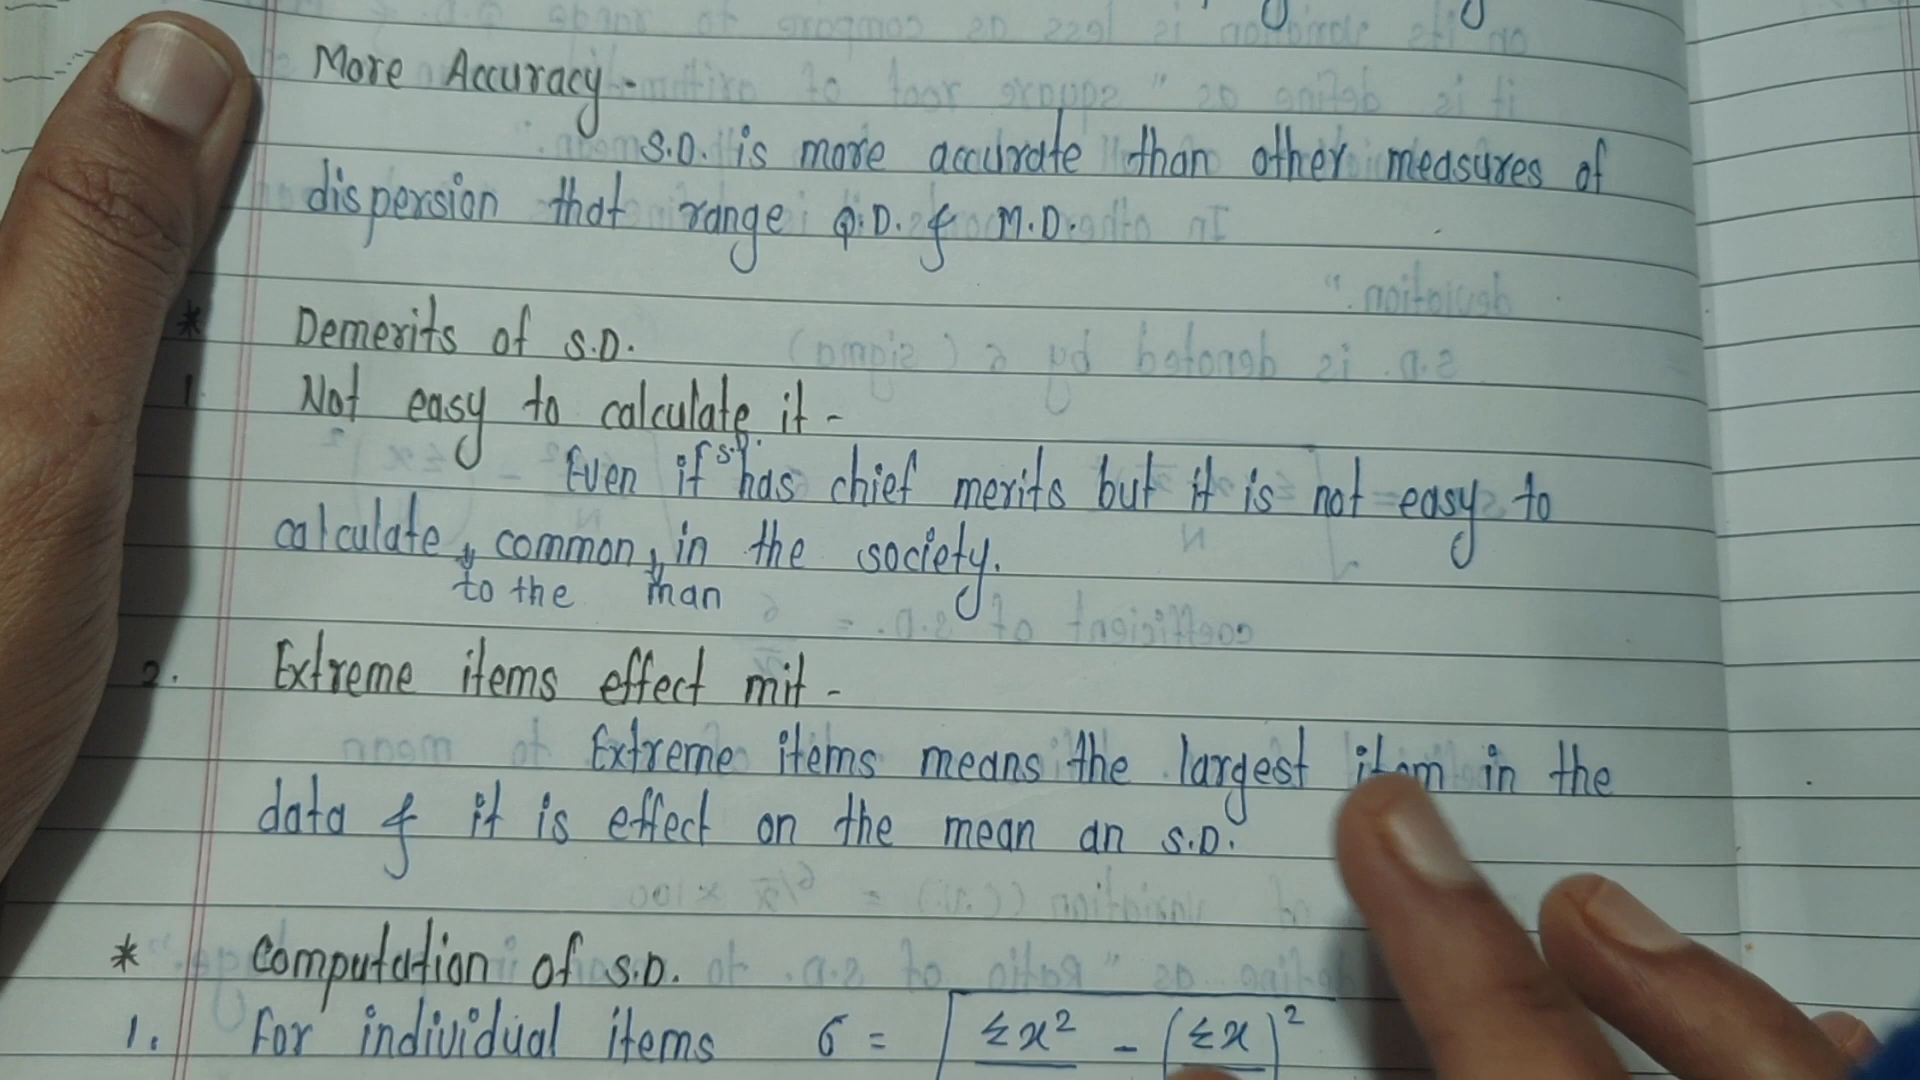 More Accuracy -
S.D. is more accurate than other measures of
dispersion that range Q.D. & M.D.
* Demerits of S.D.
1. Not easy to calculate it -
Even if S.D. has chief merits but it is not easy to
calculate, common, in the society.
to the man
2. Extreme items effect mit -
Extreme items means the largest item in the
data & it is effect on the mean an S.D.
* Computation of S.D.
1. For individual items σ = √ Σx² - (Σx)²